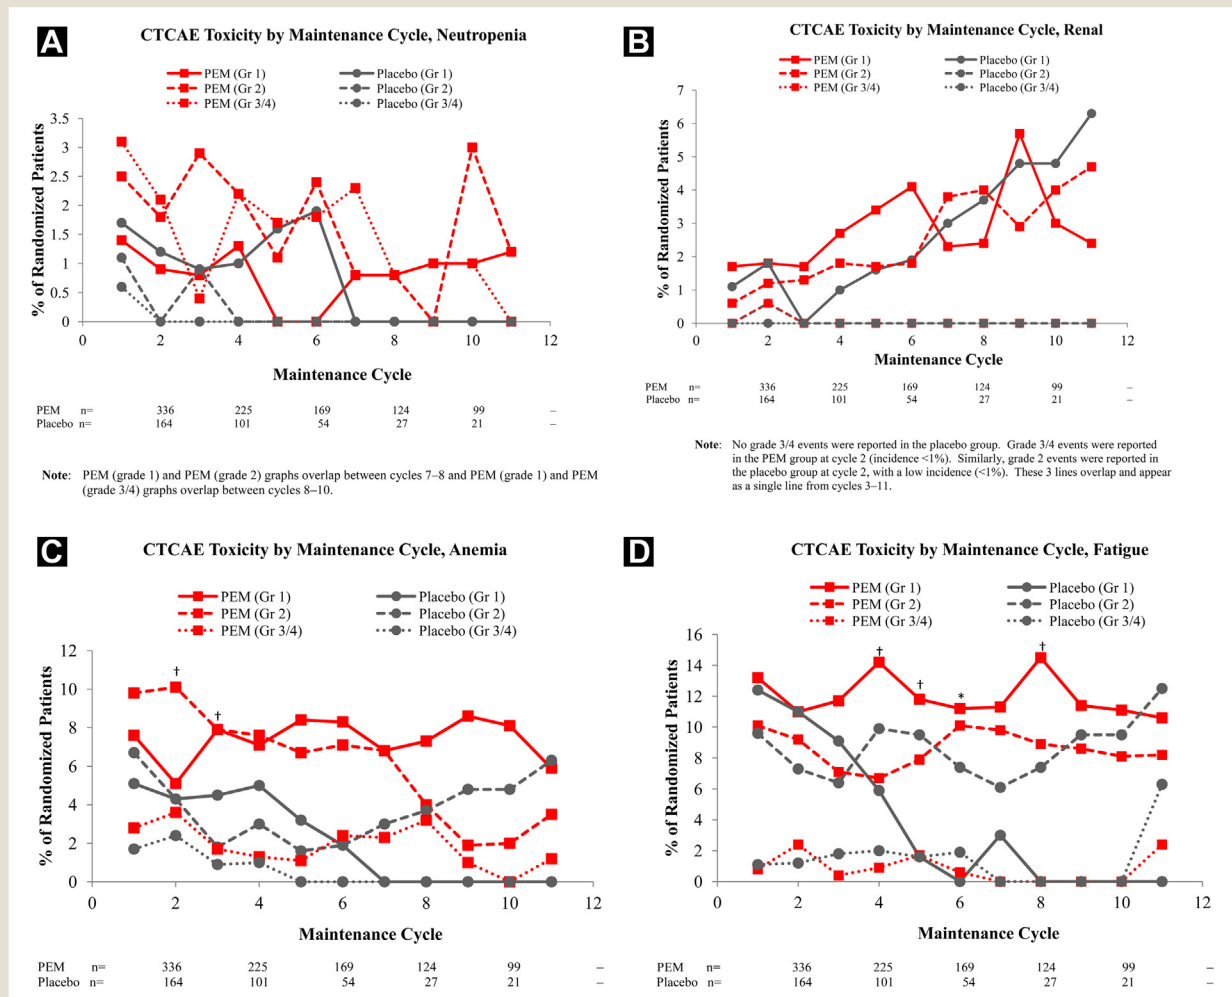 A
CTCAE Toxicity by Maintenance Cycle, Neutropenia
PEM (Gr 1)
Placebo (Gr 1)
PEM (Gr 2)
Placebo (Gr 2)
PEM (Gr 3/4)
Placebo (Gr 3/4)
% of Randomized Patients
3.5
3
2.5
2
1.5
1
0.5
0
0 2 4 6 8 10 12
Maintenance Cycle
PEM n= 336 225 169 124 99 –
Placebo n= 164 101 54 27 21 –
Note: PEM (grade 1) and PEM (grade 2) graphs overlap between cycles 7–8 and PEM (grade 1) and PEM
(grade 3/4) graphs overlap between cycles 8–10.
B
CTCAE Toxicity by Maintenance Cycle, Renal
PEM (Gr 1)
Placebo (Gr 1)
PEM (Gr 2)
Placebo (Gr 2)
PEM (Gr 3/4)
Placebo (Gr 3/4)
% of Randomized Patients
7
6
5
4
3
2
1
0
0 2 4 6 8 10 12
Maintenance Cycle
PEM n= 336 225 169 124 99 –
Placebo n= 164 101 54 27 21 –
Note: No grade 3/4 events were reported in the placebo group. Grade 3/4 events were reported
in the PEM group at cycle 2 (incidence <1%). Similarly, grade 2 events were reported in
the placebo group at cycle 2, with a low incidence (<1%). These 3 lines overlap and appear
as a single line from cycles 3–11.
C
CTCAE Toxicity by Maintenance Cycle, Anemia
PEM (Gr 1)
Placebo (Gr 1)
PEM (Gr 2)
Placebo (Gr 2)
PEM (Gr 3/4)
Placebo (Gr 3/4)
% of Randomized Patients
12
10
8
6
4
2
0
†
†
0 2 4 6 8 10 12
Maintenance Cycle
PEM n= 336 225 169 124 99 –
Placebo n= 164 101 54 27 21 –
D
CTCAE Toxicity by Maintenance Cycle, Fatigue
PEM (Gr 1)
Placebo (Gr 1)
PEM (Gr 2)
Placebo (Gr 2)
PEM (Gr 3/4)
Placebo (Gr 3/4)
% of Randomized Patients
16
14
12
10
8
6
4
2
0
†
†
*
†
0 2 4 6 8 10 12
Maintenance Cycle
PEM n= 336 225 169 124 99 –
Placebo n= 164 101 54 27 21 –